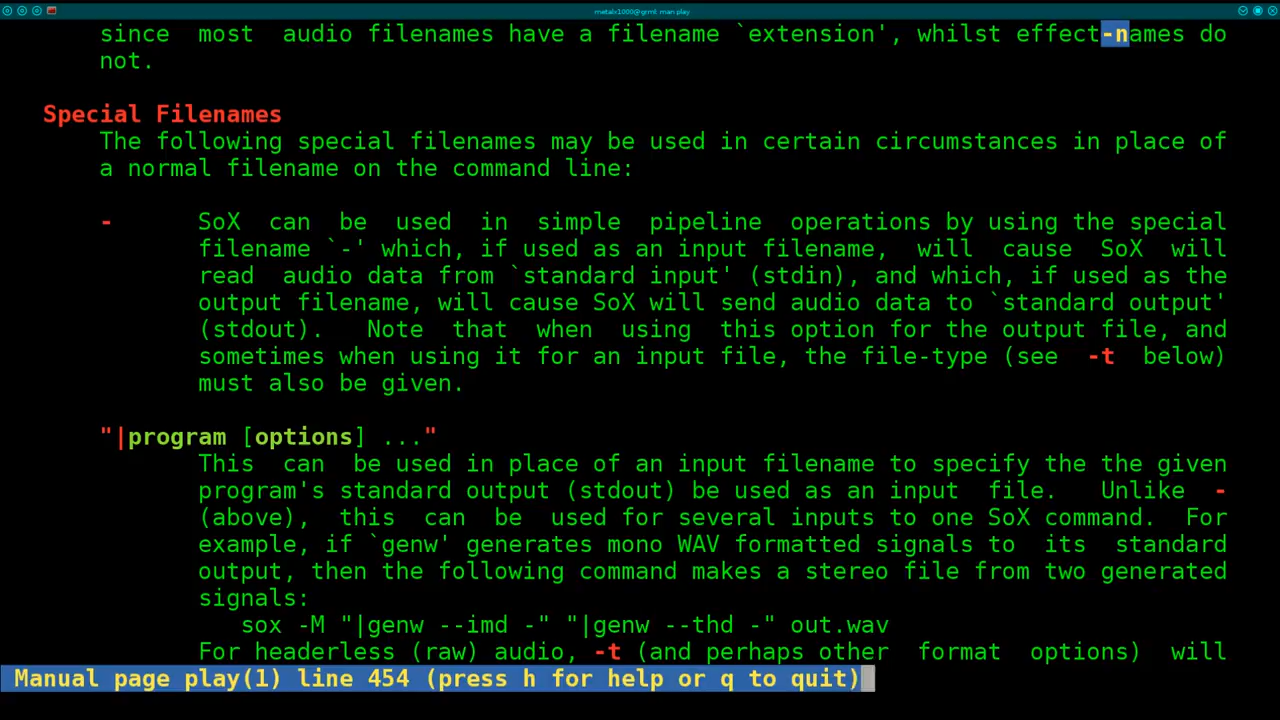 metalx1000@grml: man play
since most audio filenames have a filename `extension', whilst effect-names do
not.
Special Filenames
The following special filenames may be used in certain circumstances in place of
a normal filename on the command line:
- SoX can be used in simple pipeline operations by using the special
filename `-' which, if used as an input filename, will cause SoX will
read audio data from `standard input' (stdin), and which, if used as the
output filename, will cause SoX will send audio data to `standard output'
(stdout). Note that when using this option for the output file, and
sometimes when using it for an input file, the file-type (see -t below)
must also be given.
"|program [options] ..."
This can be used in place of an input filename to specify the the given
program's standard output (stdout) be used as an input file. Unlike -
(above), this can be used for several inputs to one SoX command. For
example, if `genw' generates mono WAV formatted signals to its standard
output, then the following command makes a stereo file from two generated
signals:
sox -M "|genw --imd -" "|genw --thd -" out.wav
For headerless (raw) audio, -t (and perhaps other format options) will
Manual page play(1) line 454 (press h for help or q to quit)